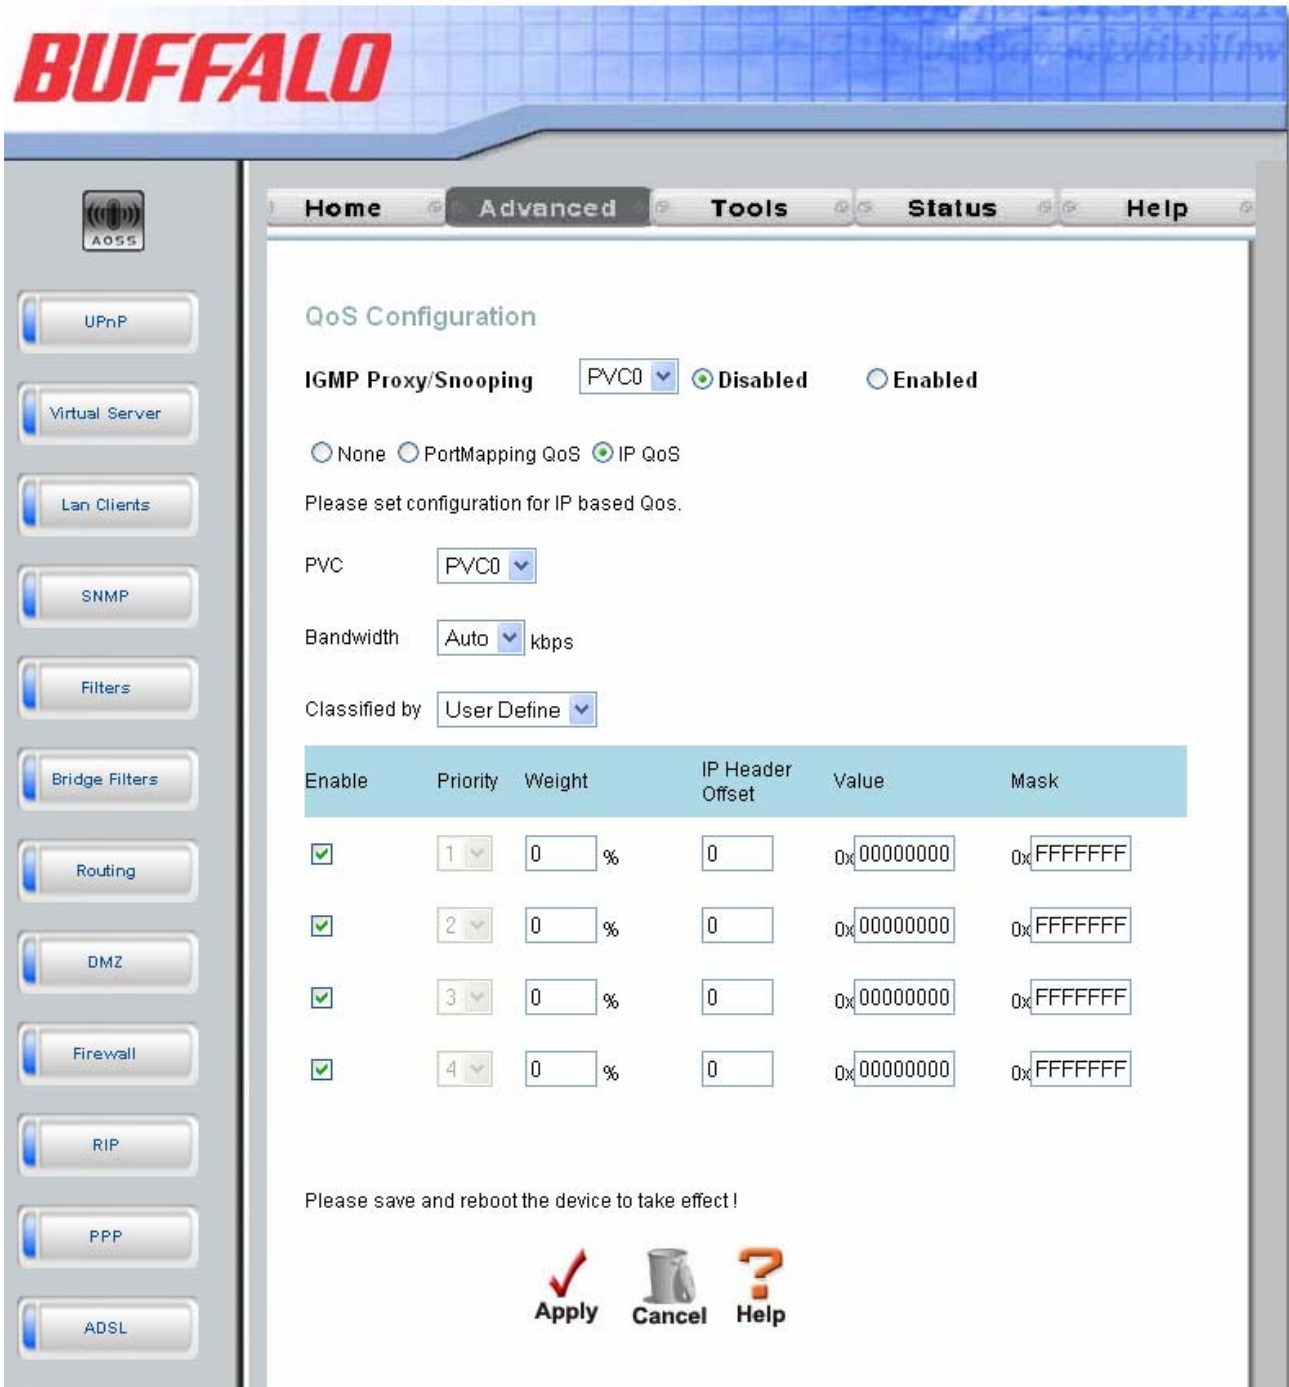 BUFFALO
AOSS
Home Advanced Tools Status Help
UPnP
Virtual Server
Lan Clients
SNMP
Filters
Bridge Filters
Routing
DMZ
Firewall
RIP
PPP
ADSL
QoS Configuration
IGMP Proxy/Snooping PVC0 Disabled Enabled
None PortMapping QoS IP QoS
Please set configuration for IP based Qos.
PVC PVC0
Bandwidth Auto kbps
Classified by User Define
Enable Priority Weight IP Header Offset Value Mask
1 0 % 0 0x 00000000 0x FFFFFFF
2 0 % 0 0x 00000000 0x FFFFFFF
3 0 % 0 0x 00000000 0x FFFFFFF
4 0 % 0 0x 00000000 0x FFFFFFF
Please save and reboot the device to take effect !
Apply Cancel Help